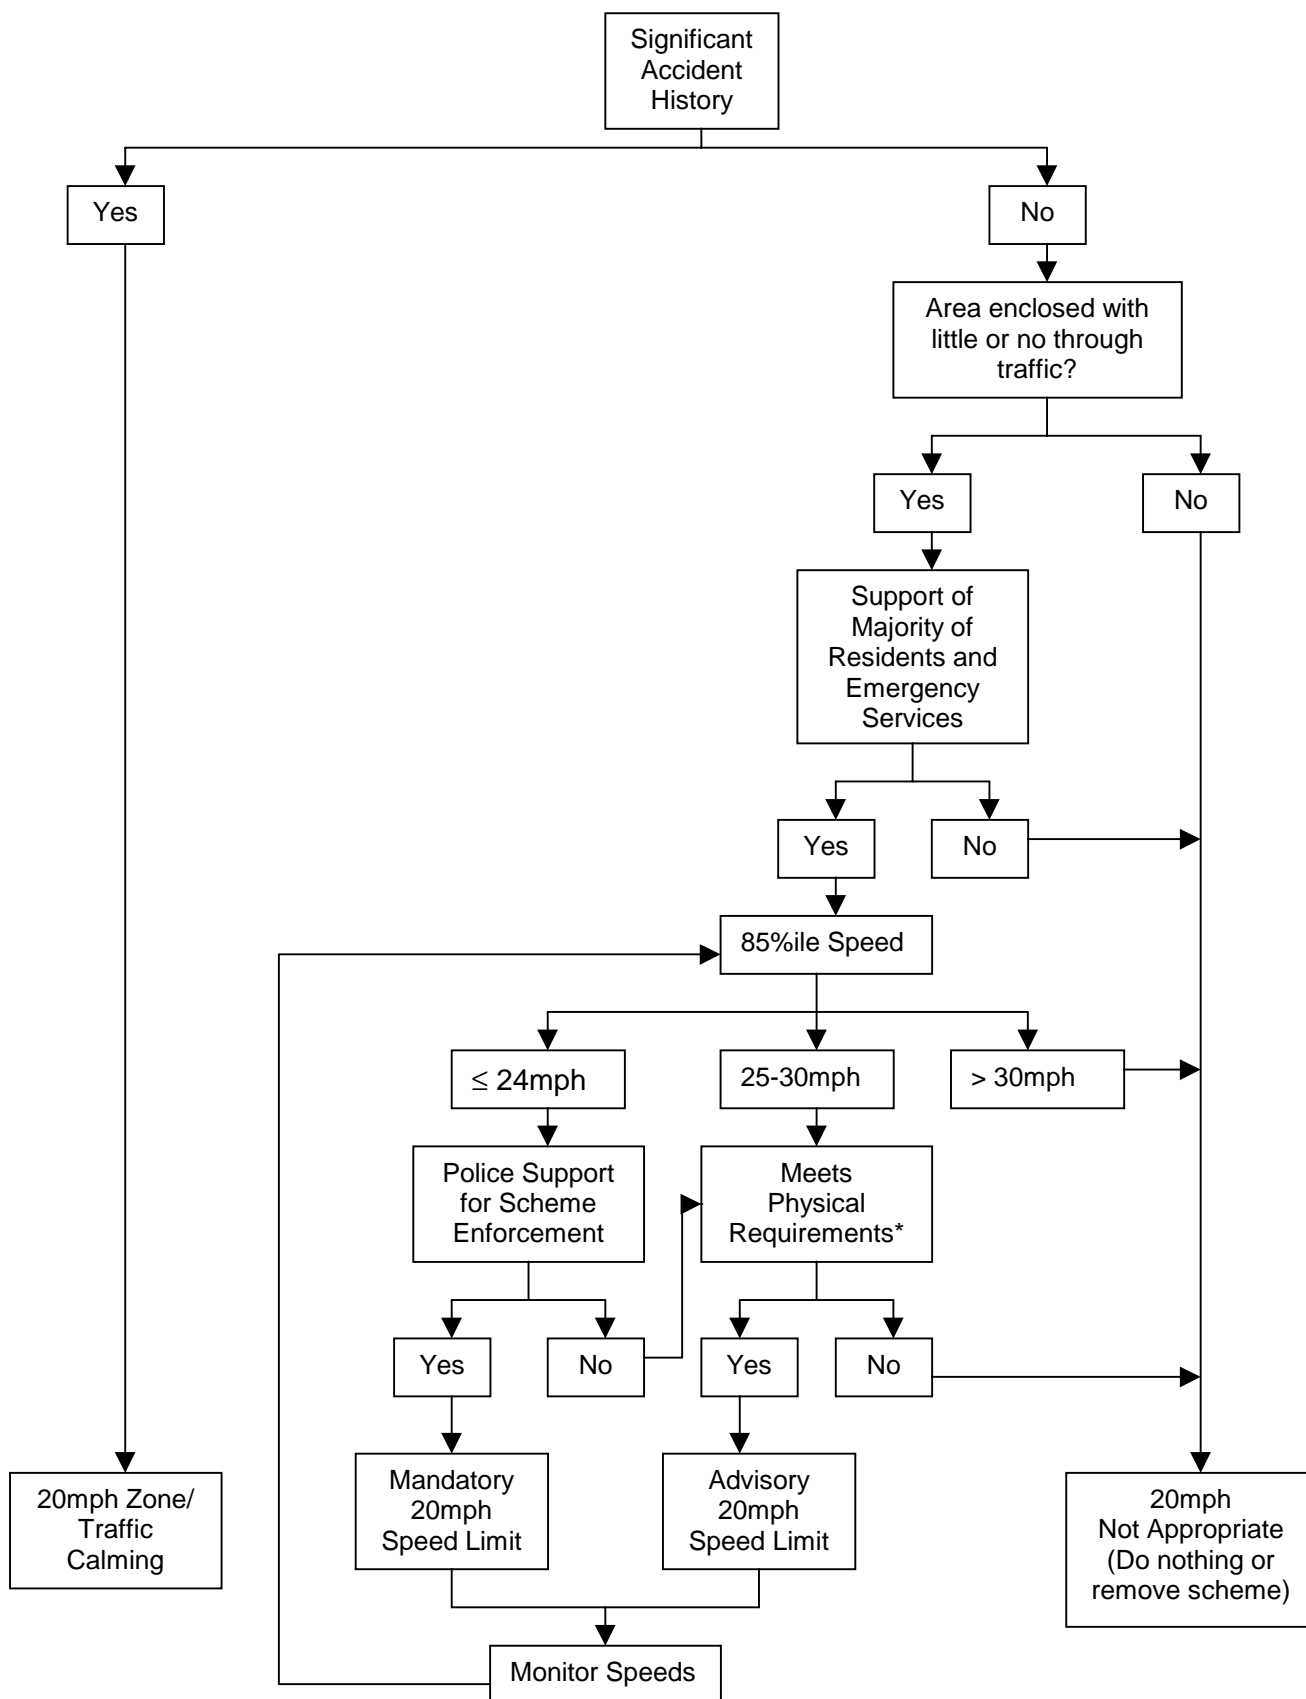 Significant
Accident
History
Yes
No
Area enclosed with
little or no through
traffic?
Yes
No
Support of
Majority of
Residents and
Emergency
Services
Yes
No
85%ile Speed
≤ 24mph
25-30mph
> 30mph
Police Support
for Scheme
Enforcement
Meets
Physical
Requirements*
Yes
No
Yes
No
20mph Zone/
Traffic
Calming
Mandatory
20mph
Speed Limit
Advisory
20mph
Speed Limit
20mph
Not Appropriate
(Do nothing or
remove scheme)
Monitor Speeds